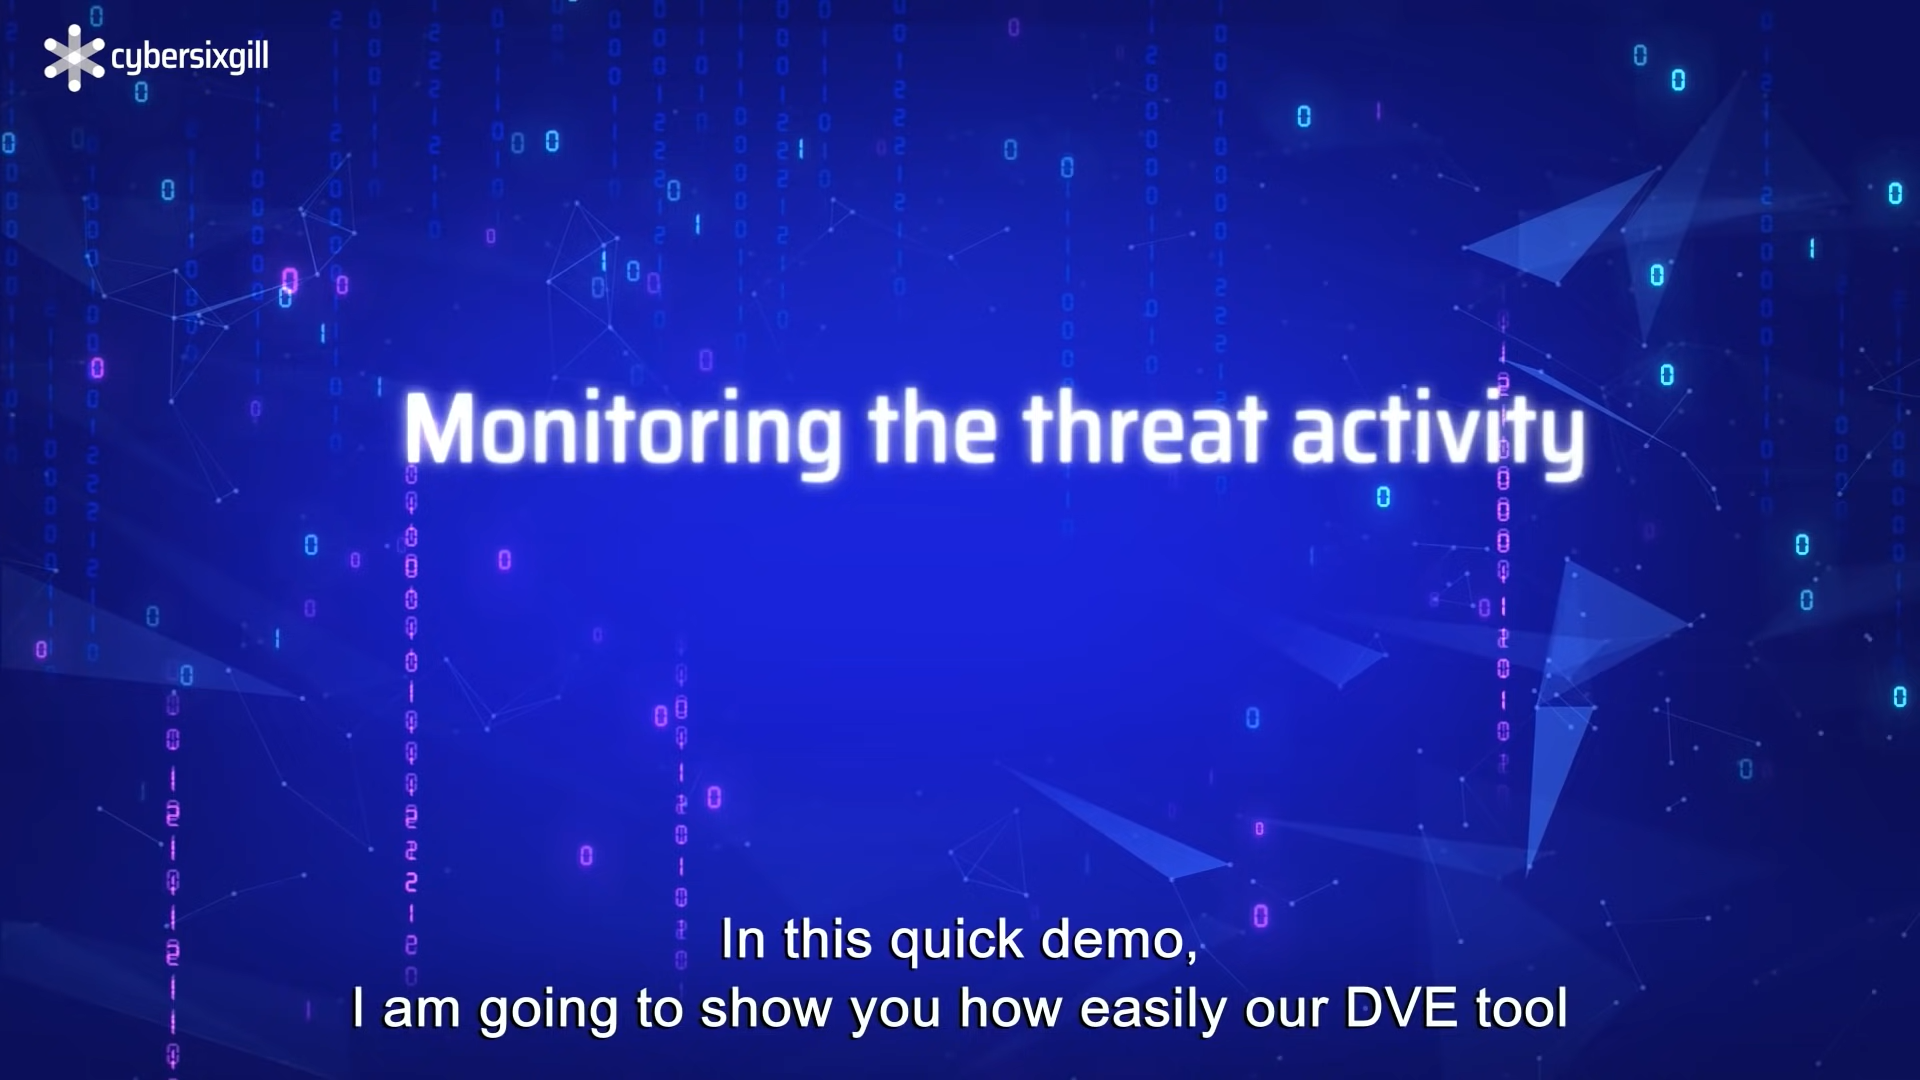 cybersixgill
Monitoring the threat activity
In this quick demo,
I am going to show you how easily our DVE tool